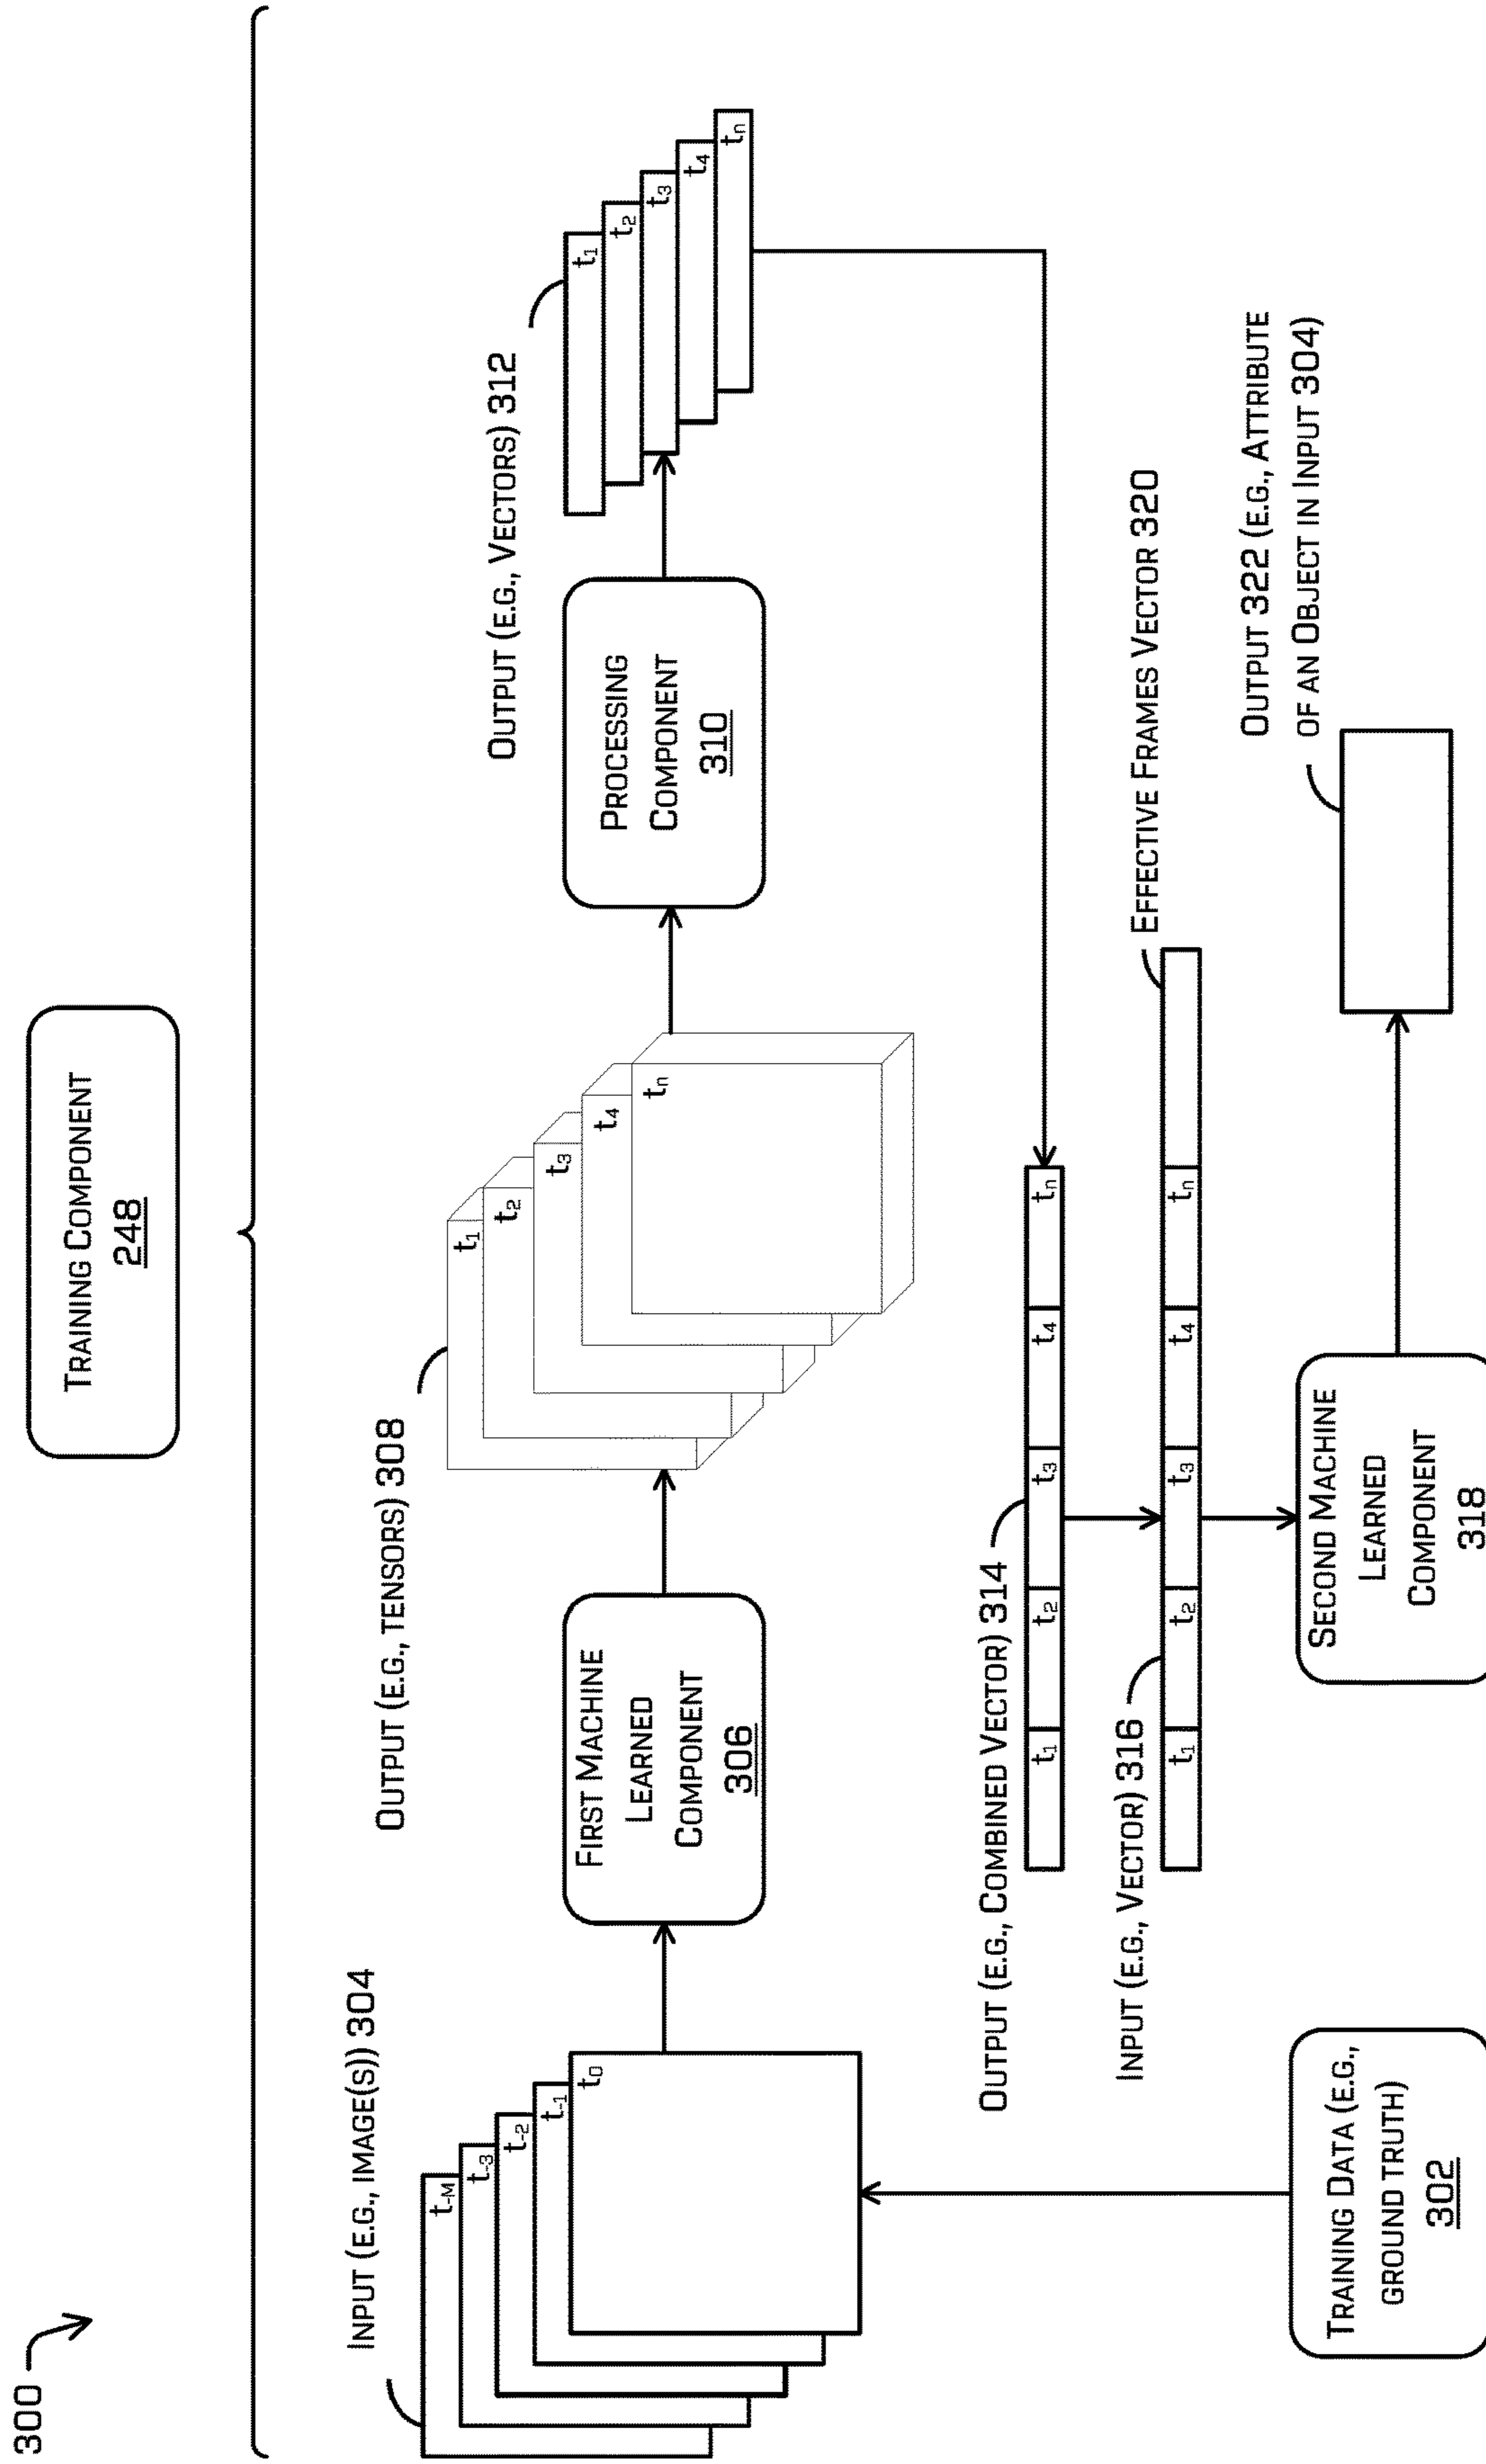 300
TRAINING COMPONENT
248
INPUT (E.G., IMAGE(S)) 304
t-M
t-3
t-2
t-1
t0
FIRST MACHINE
LEARNED
COMPONENT
306
OUTPUT (E.G., TENSORS) 308
t1
t2
t3
t4
tn
PROCESSING
COMPONENT
310
OUTPUT (E.G., VECTORS) 312
t1
t2
t3
t4
tn
OUTPUT (E.G., COMBINED VECTOR) 314
t1 t2 t3 t4 tn
INPUT (E.G., VECTOR) 316
t1 t2 t3 t4 tn
EFFECTIVE FRAMES VECTOR 320
TRAINING DATA (E.G.,
GROUND TRUTH)
302
SECOND MACHINE
LEARNED
COMPONENT
318
OUTPUT 322 (E.G., ATTRIBUTE
OF AN OBJECT IN INPUT 304)